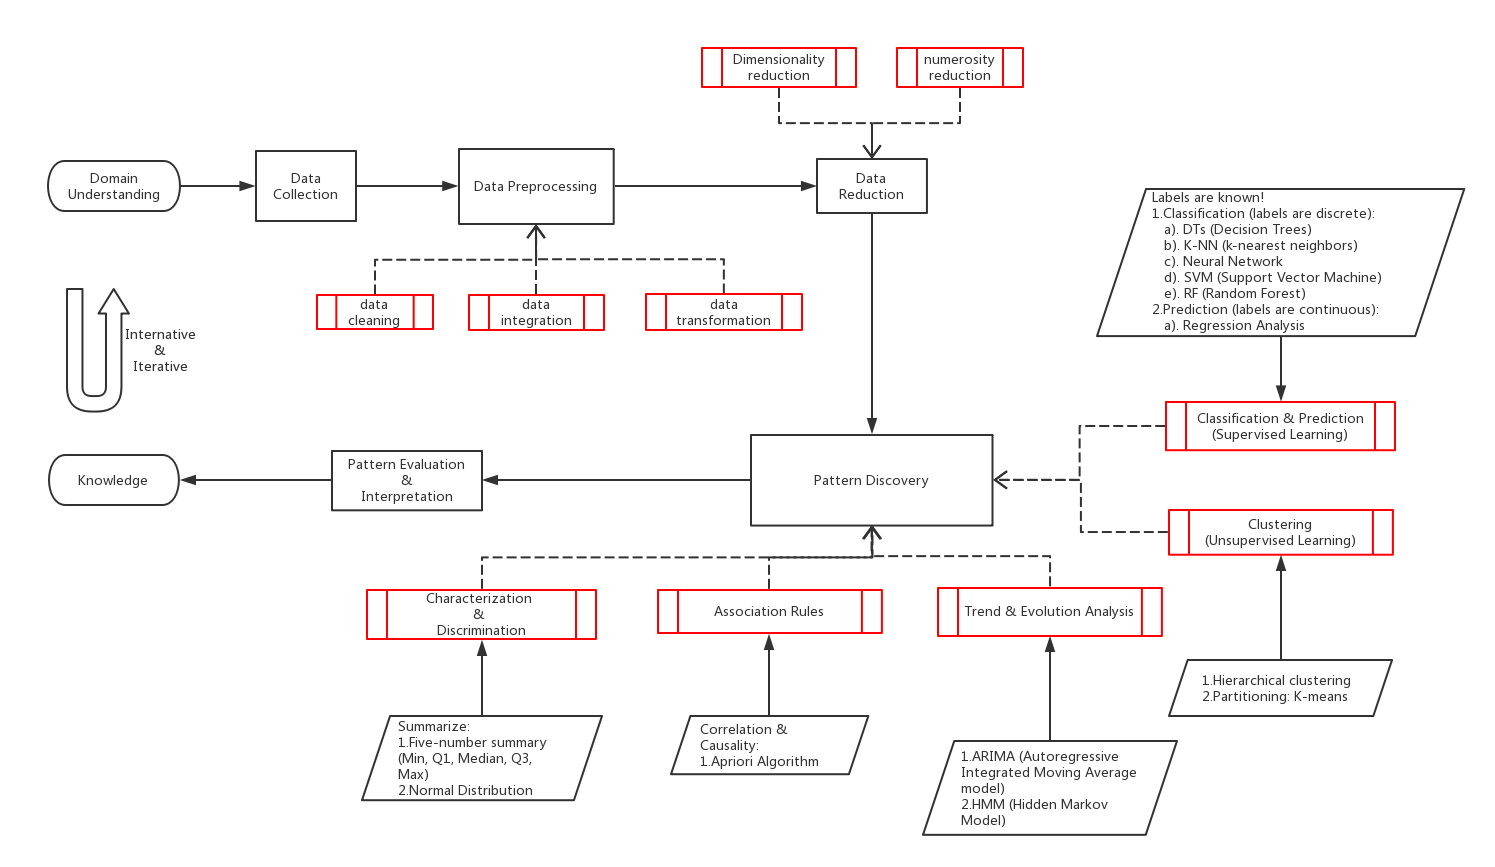 Dimensionality
reduction
numerosity
reduction
Domain
Understanding
Data
Collection
Data Preprocessing
Data
Reduction
data
cleaning
data
integration
data
transformation
Labels are known!
1.Classification (labels are discrete):
a). DTs (Decision Trees)
b). K-NN (k-nearest neighbors)
c). Neural Network
d). SVM (Support Vector Machine)
e). RF (Random Forest)
2.Prediction (labels are continuous):
a). Regression Analysis
Internative
&
Iterative
Classification & Prediction
(Supervised Learning)
Knowledge
Pattern Evaluation
&
Interpretation
Pattern Discovery
Clustering
(Unsupervised Learning)
Characterization
&
Discrimination
Association Rules
Trend & Evolution Analysis
1.Hierarchical clustering
2.Partitioning: K-means
Summarize:
1.Five-number summary
(Min, Q1, Median, Q3,
Max)
2.Normal Distribution
Correlation &
Causality:
1.Apriori Algorithm
1.ARIMA (Autoregressive
Integrated Moving Average
model)
2.HMM (Hidden Markov
Model)